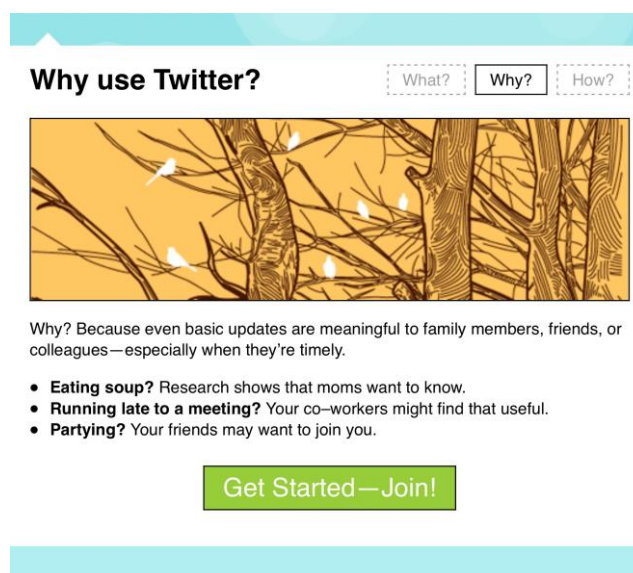 Why use Twitter?
What? Why? How?
Why? Because even basic updates are meaningful to family members, friends, or
colleagues—especially when they’re timely.
• Eating soup? Research shows that moms want to know.
• Running late to a meeting? Your co–workers might find that useful.
• Partying? Your friends may want to join you.
Get Started—Join!